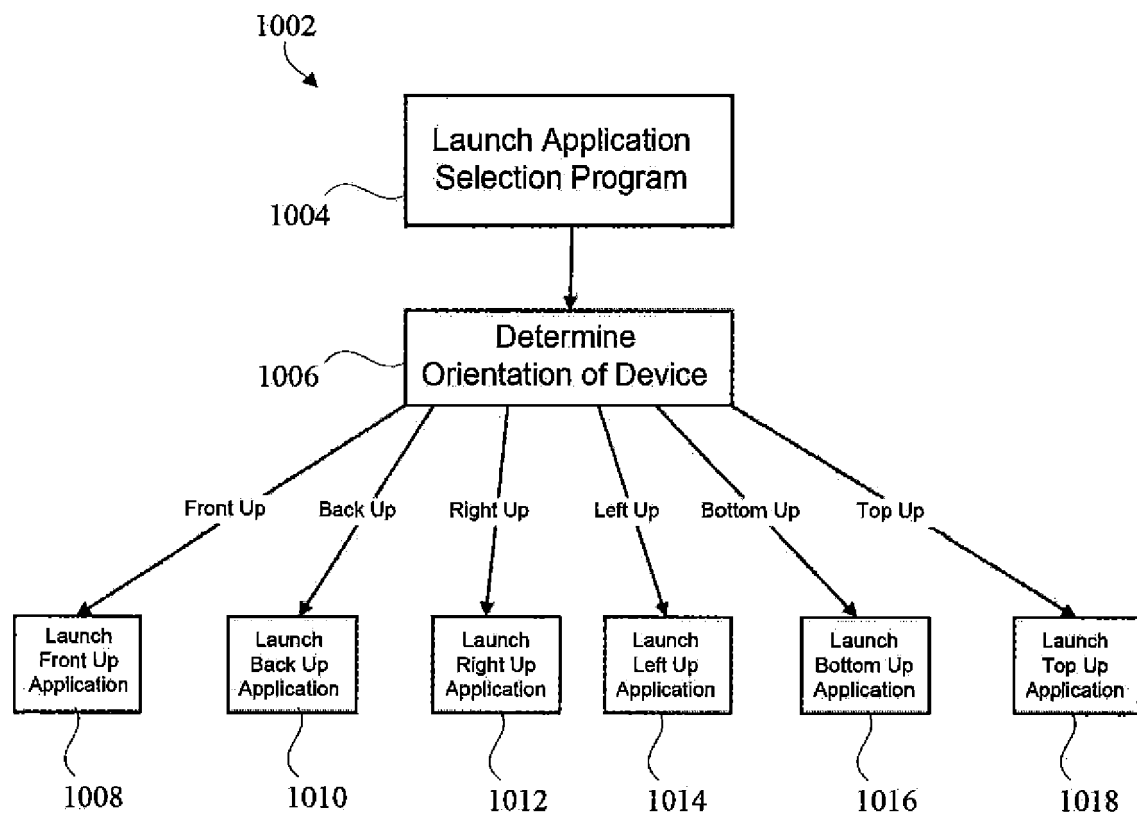 1002
Launch Application
Selection Program
1004
Determine
Orientation of Device
1006
Front Up
Back Up
Right Up
Left Up
Bottom Up
Top Up
Launch
Front Up
Application
Launch
Back Up
Application
Launch
Right Up
Application
Launch
Left Up
Application
Launch
Bottom Up
Application
Launch
Top Up
Application
1008
1010
1012
1014
1016
1018